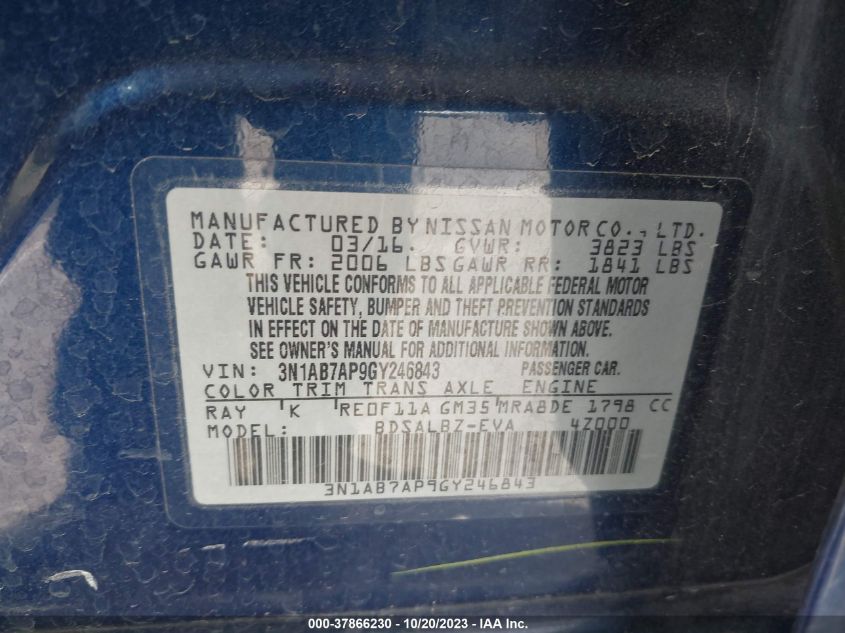 MANUFACTURED BY NISSAN MOTOR CO., LTD.
DATE: 03/16. GVWR: 3823 LBS
GAWR FR: 2006 LBS GAWR RR: 1841 LBS
THIS VEHICLE CONFORMS TO ALL APPLICABLE FEDERAL MOTOR
VEHICLE SAFETY, BUMPER AND THEFT PREVENTION STANDARDS
IN EFFECT ON THE DATE OF MANUFACTURE SHOWN ABOVE.
SEE OWNER'S MANUAL FOR ADDITIONAL INFORMATION.
VIN: 3N1AB7AP9GY246843 PASSENGER CAR.
COLOR TRIM TRANS AXLE ENGINE
RAY K RE0F11A GM35 MRA8DE 1798 CC
MODEL: BDSALBZ-EVA 4Z000
3N1AB7AP9GY246843
000-37866230 - 10/20/2023 - IAA